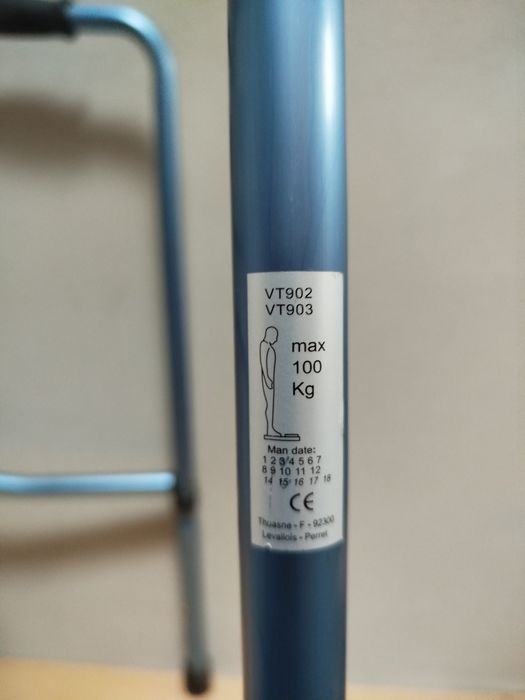 VT902
VT903
max
100
Kg
Man date:
1 2 3 4 5 6 7
8 9 10 11 12
14 15 16 17 18
CE
Thuasne - F - 92300
Levallois - Perret